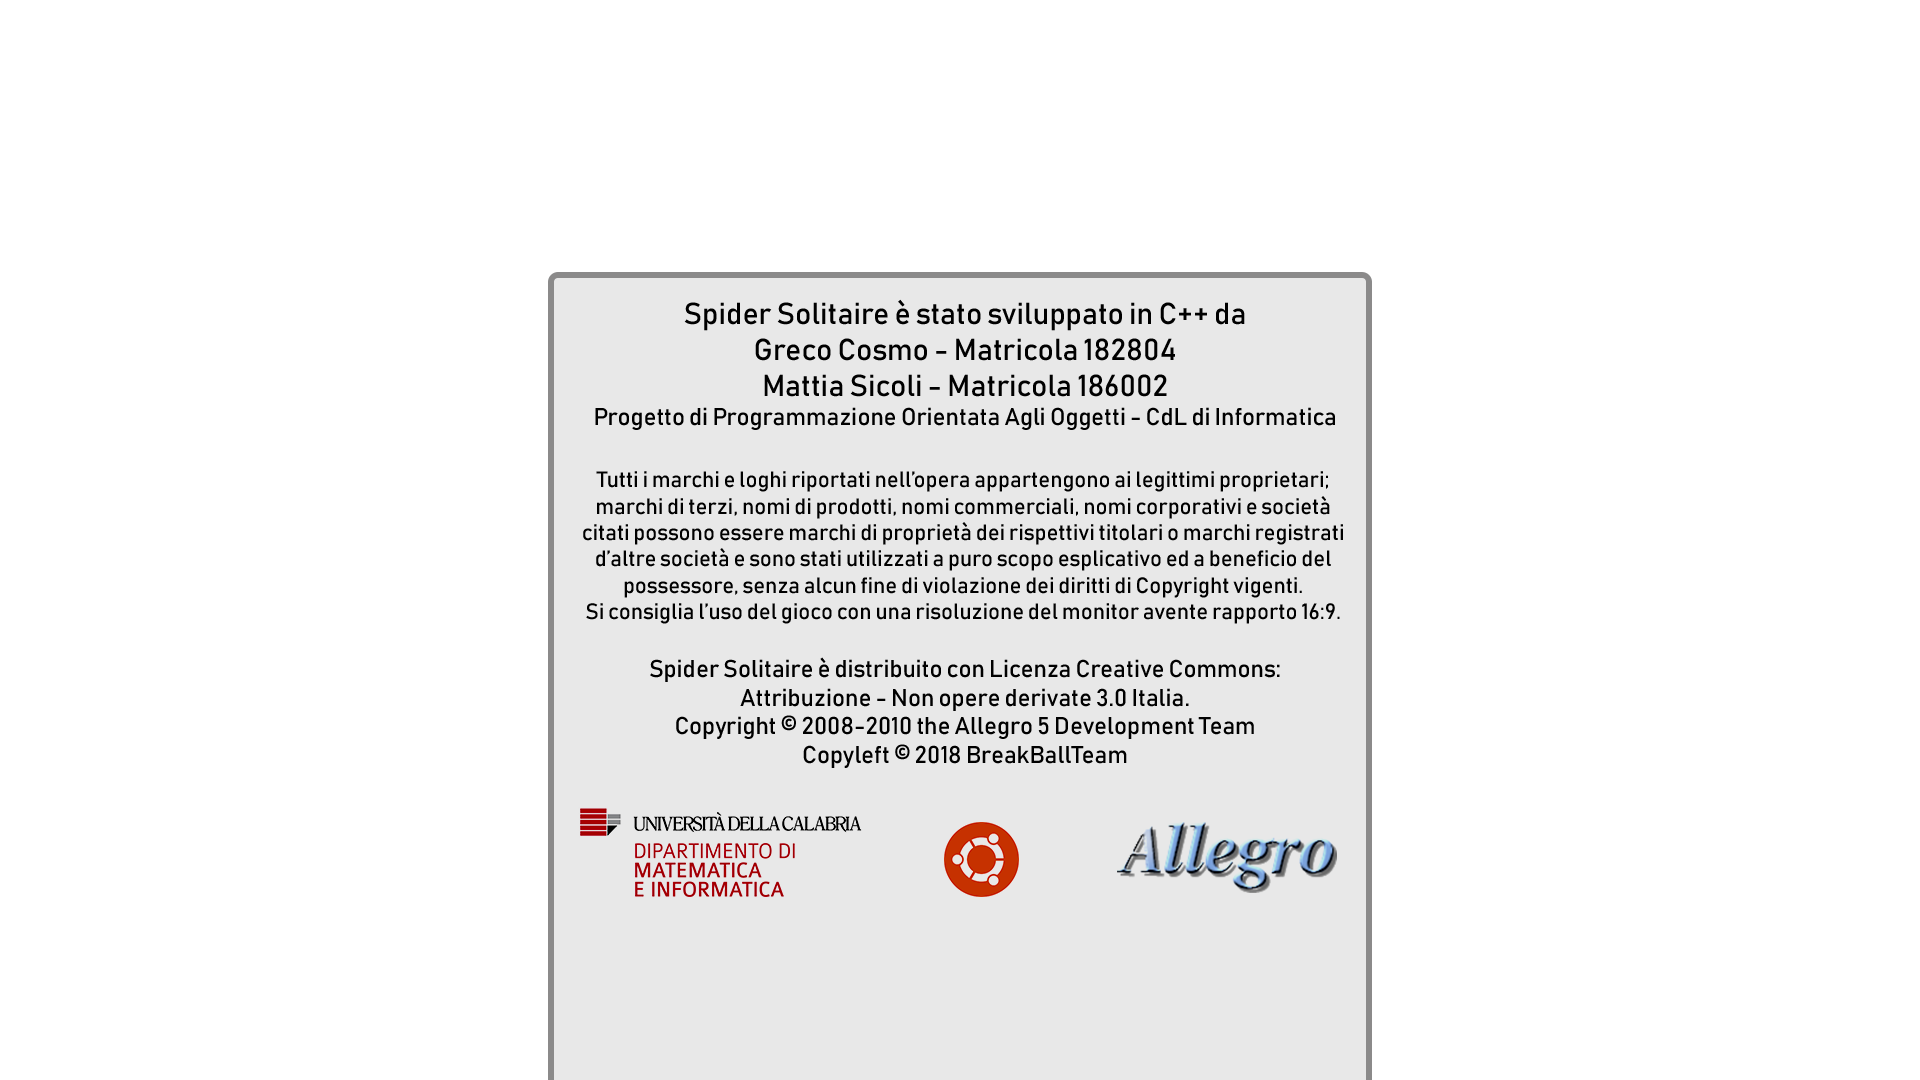 Spider Solitaire è stato sviluppato in C++ da
Greco Cosmo - Matricola 182804
Mattia Sicoli - Matricola 186002
Progetto di Programmazione Orientata Agli Oggetti - CdL di Informatica
Tutti i marchi e loghi riportati nell’opera appartengono ai legittimi proprietari;
marchi di terzi, nomi di prodotti, nomi commerciali, nomi corporativi e società
citati possono essere marchi di proprietà dei rispettivi titolari o marchi registrati
d’altre società e sono stati utilizzati a puro scopo esplicativo ed a beneficio del
possessore, senza alcun fine di violazione dei diritti di Copyright vigenti.
Si consiglia l’uso del gioco con una risoluzione del monitor avente rapporto 16:9.
Spider Solitaire è distribuito con Licenza Creative Commons:
Attribuzione - Non opere derivate 3.0 Italia.
Copyright © 2008-2010 the Allegro 5 Development Team
Copyleft © 2018 BreakBallTeam
UNIVERSITÀ DELLA CALABRIA
DIPARTIMENTO DI
MATEMATICA
E INFORMATICA
Allegro